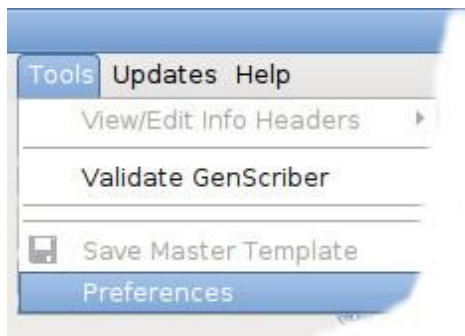 Tools Updates Help
View/Edit Info Headers
Validate GenScriber
Save Master Template
Preferences